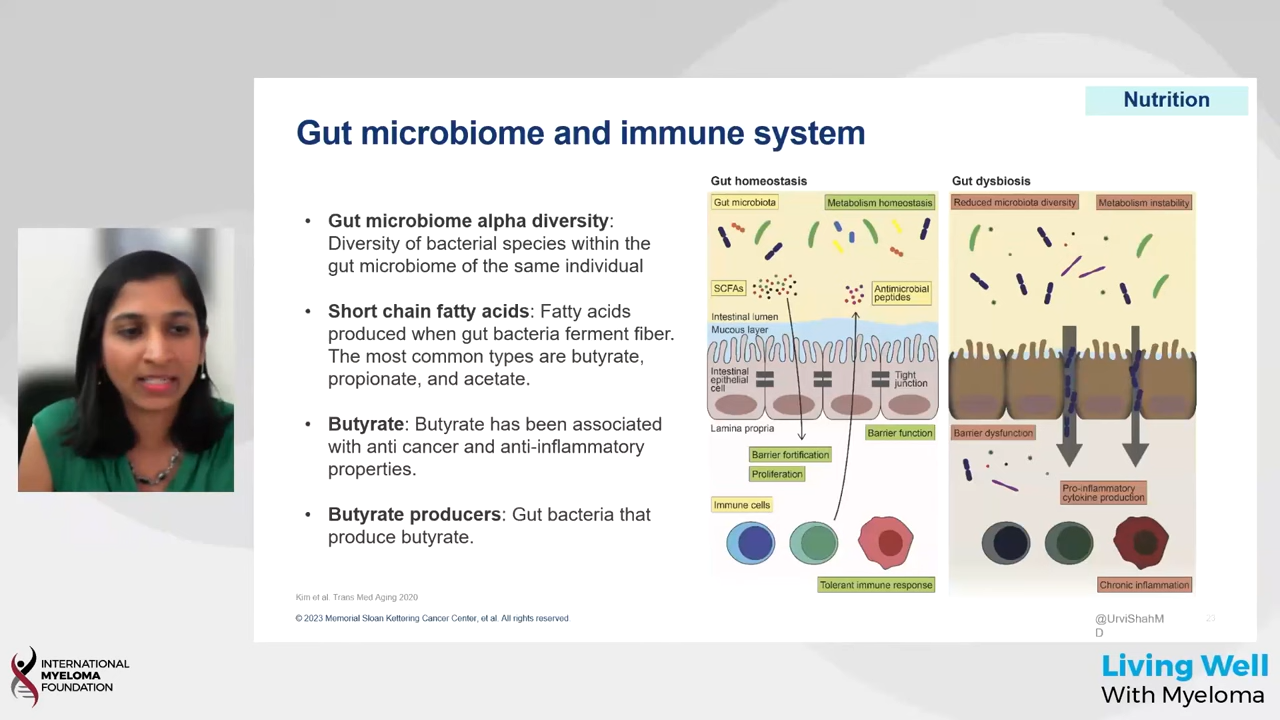 Nutrition
Gut microbiome and immune system
• Gut microbiome alpha diversity:
Diversity of bacterial species within the
gut microbiome of the same individual
• Short chain fatty acids: Fatty acids
produced when gut bacteria ferment fiber.
The most common types are butyrate,
propionate, and acetate.
• Butyrate: Butyrate has been associated
with anti cancer and anti-inflammatory
properties.
• Butyrate producers: Gut bacteria that
produce butyrate.
Gut homeostasis
Gut microbiota
Metabolism homeostasis
SCFAs
Antimicrobial
peptides
Intestinal lumen
Mucous layer
Intestinal
epithelial
cell
Tight
junction
Lamina propria
Barrier function
Barrier fortification
Proliferation
Immune cells
Tolerant immune response
Gut dysbiosis
Reduced microbiota diversity
Metabolism instability
Barrier dysfunction
Pro-inflammatory
cytokine production
Chronic inflammation
Kim et al. Trans Med Aging 2020
© 2023 Memorial Sloan Kettering Cancer Center, et al. All rights reserved.
@UrviShahM
D
23
INTERNATIONAL
MYELOMA
FOUNDATION
Living Well
With Myeloma